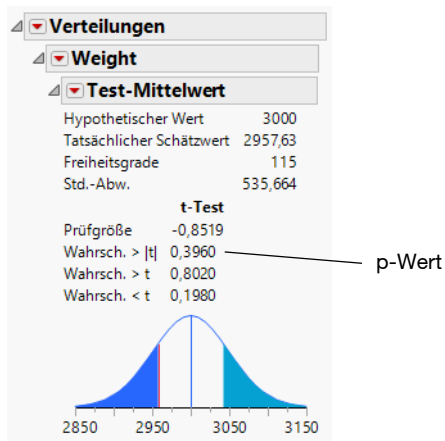 Verteilungen
Weight
Test-Mittelwert
Hypothetischer Wert 3000
Tatsächlicher Schätzwert 2957,63
Freiheitsgrade 115
Std.-Abw. 535,664
t-Test
Prüfgröße -0,8519
Wahrsch. > |t| 0,3960
Wahrsch. > t 0,8020
Wahrsch. < t 0,1980
p-Wert
2850 2950 3050 3150